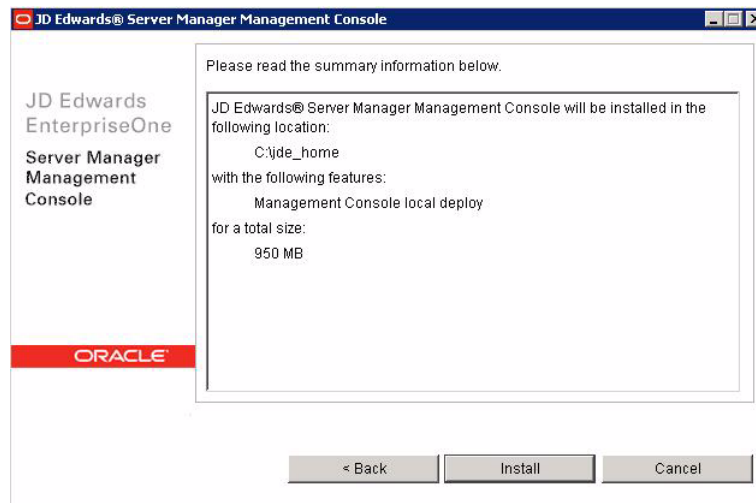 JD Edwards® Server Manager Management Console
Please read the summary information below.
JD Edwards
EnterpriseOne
Server Manager
Management
Console
JD Edwards® Server Manager Management Console will be installed in the
following location:
C:\jde_home
with the following features:
Management Console local deploy
for a total size:
950 MB
ORACLE
< Back
Install
Cancel